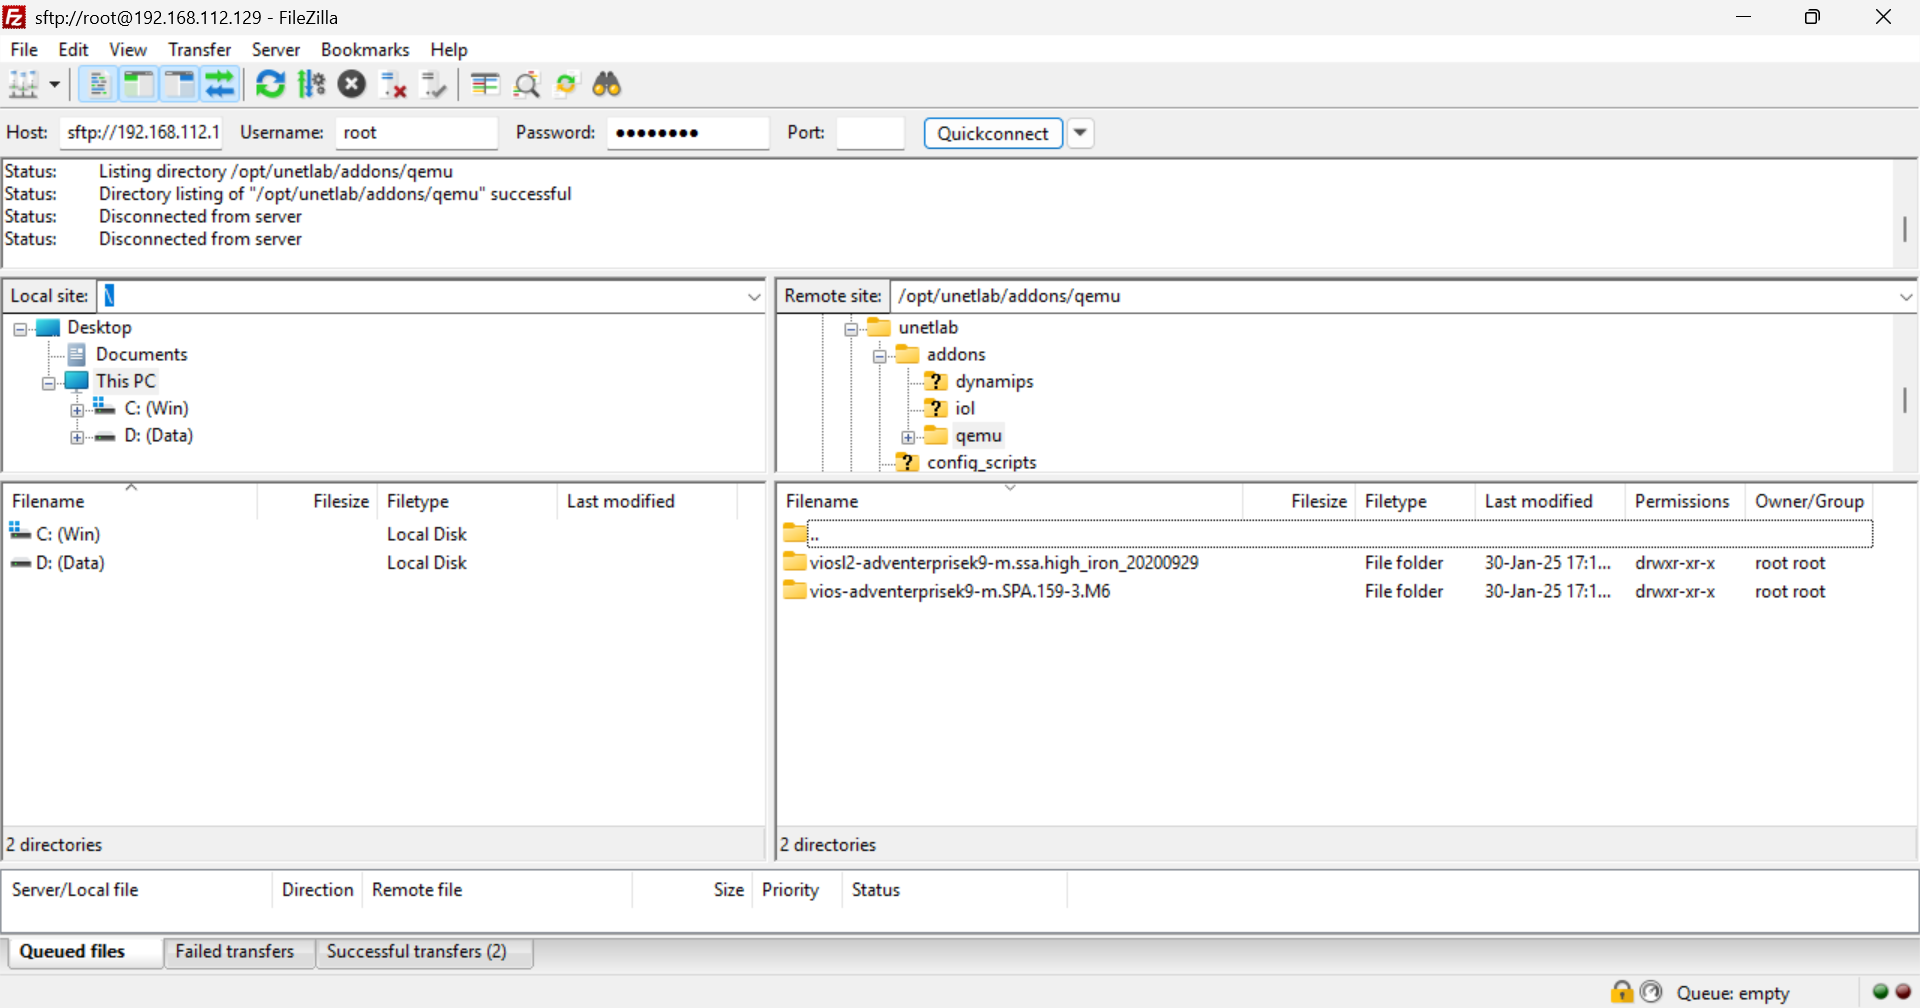 sftp://root@192.168.112.129 - FileZilla
File Edit View Transfer Server Bookmarks Help
Host: sftp://192.168.112.1 Username: root Password: ●●●●●●●● Port: Quickconnect
Status: Listing directory /opt/unetlab/addons/qemu
Status: Directory listing of "/opt/unetlab/addons/qemu" successful
Status: Disconnected from server
Status: Disconnected from server
Local site: \
Desktop
Documents
This PC
C: (Win)
D: (Data)
Remote site: /opt/unetlab/addons/qemu
unetlab
addons
? dynamips
? iol
qemu
? config_scripts
Filename Filesize Filetype Last modified
C: (Win) Local Disk
D: (Data) Local Disk
2 directories
Filename Filesize Filetype Last modified Permissions Owner/Group
..
viosl2-adventerprisek9-m.ssa.high_iron_20200929 File folder 30-Jan-25 17:1... drwxr-xr-x root root
vios-adventerprisek9-m.SPA.159-3.M6 File folder 30-Jan-25 17:1... drwxr-xr-x root root
2 directories
Server/Local file Direction Remote file Size Priority Status
Queued files Failed transfers Successful transfers (2)
Queue: empty